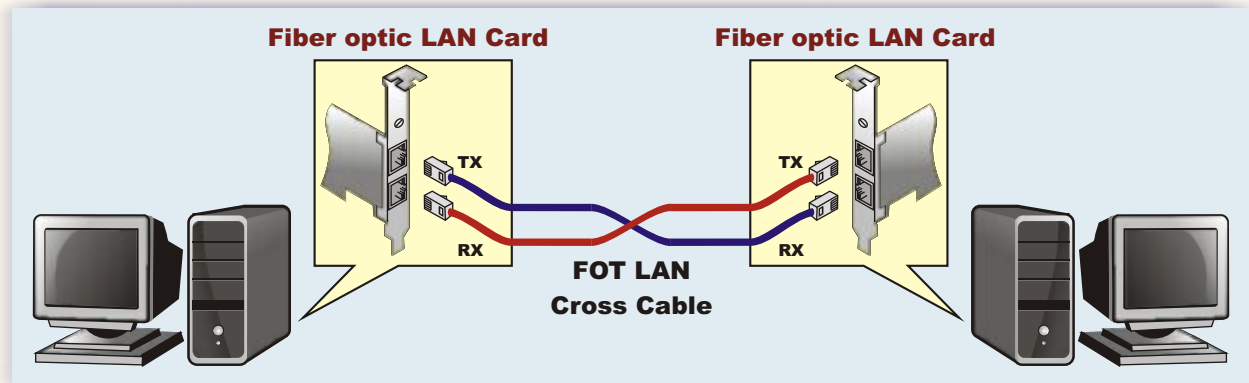 Fiber optic LAN Card
Fiber optic LAN Card
TX
TX
RX
RX
FOT LAN
Cross Cable